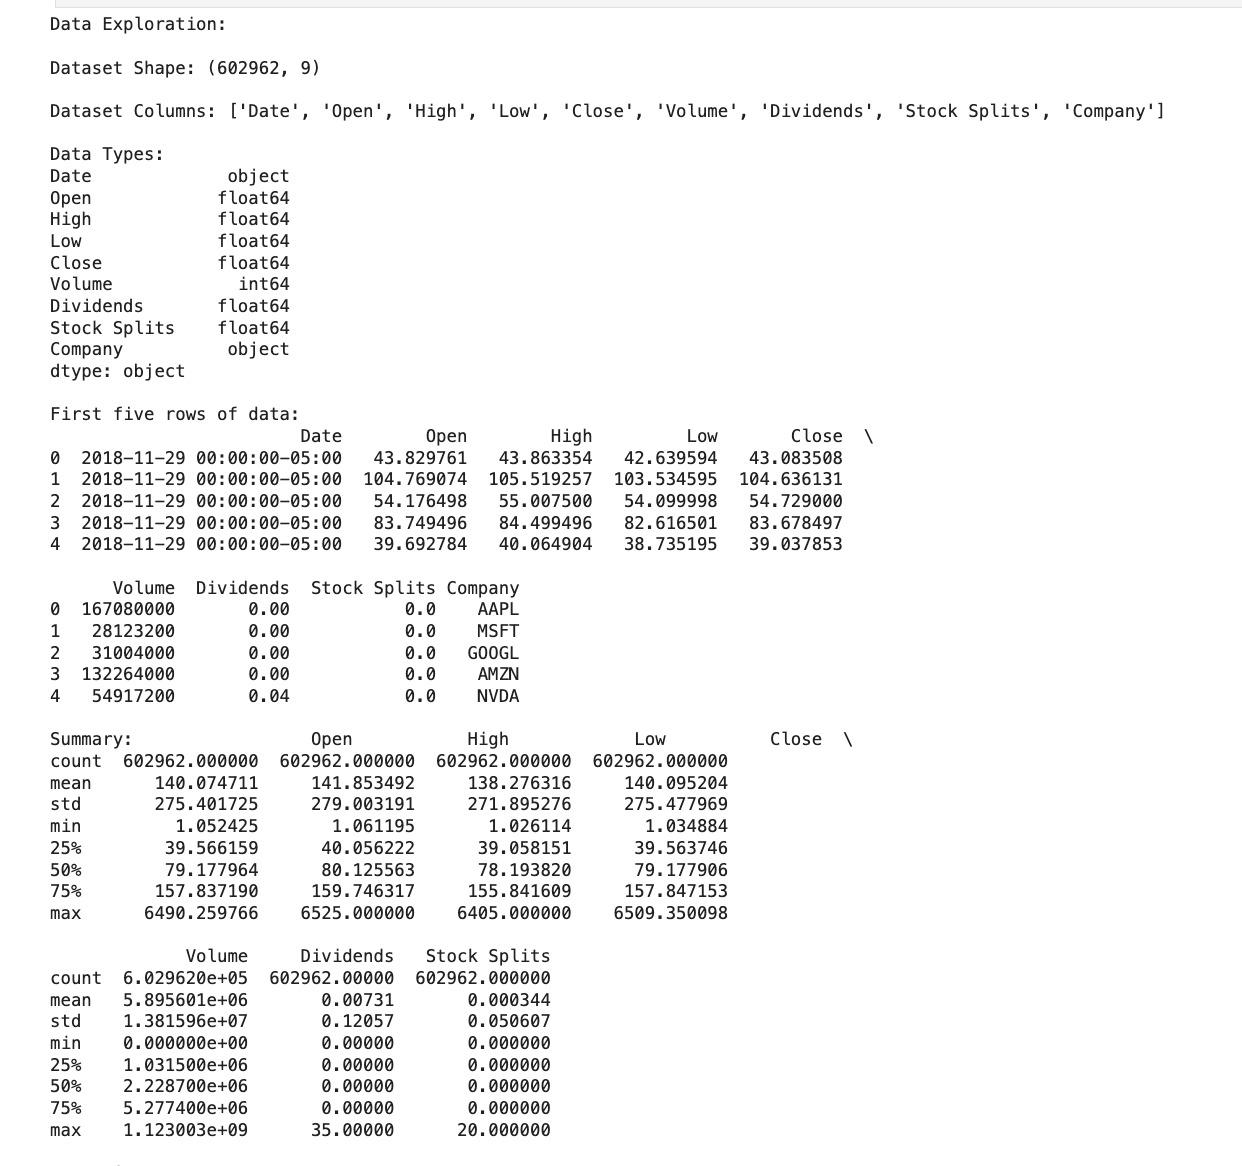 Data Exploration:
Dataset Shape: (602962, 9)
Dataset Columns: ['Date', 'Open', 'High', 'Low', 'Close', 'Volume', 'Dividends', 'Stock Splits', 'Company']
Data Types:
Date             object
Open            float64
High            float64
Low             float64
Close           float64
Volume            int64
Dividends       float64
Stock Splits    float64
Company          object
dtype: object
First five rows of data:
                        Date        Open        High         Low       Close  \
0  2018-11-29 00:00:00-05:00   43.829761   43.863354   42.639594   43.083508
1  2018-11-29 00:00:00-05:00  104.769074  105.519257  103.534595  104.636131
2  2018-11-29 00:00:00-05:00   54.176498   55.007500   54.099998   54.729000
3  2018-11-29 00:00:00-05:00   83.749496   84.499496   82.616501   83.678497
4  2018-11-29 00:00:00-05:00   39.692784   40.064904   38.735195   39.037853
      Volume  Dividends  Stock Splits Company
0  167080000       0.00           0.0    AAPL
1   28123200       0.00           0.0    MSFT
2   31004000       0.00           0.0   GOOGL
3  132264000       0.00           0.0    AMZN
4   54917200       0.04           0.0    NVDA
Summary:                 Open           High            Low          Close  \
count  602962.000000  602962.000000  602962.000000  602962.000000
mean      140.074711     141.853492     138.276316     140.095204
std       275.401725     279.003191     271.895276     275.477969
min         1.052425       1.061195       1.026114       1.034884
25%        39.566159      40.056222      39.058151      39.563746
50%        79.177964      80.125563      78.193820      79.177906
75%       157.837190     159.746317     155.841609     157.847153
max      6490.259766    6525.000000    6405.000000    6509.350098
             Volume     Dividends   Stock Splits
count  6.029620e+05  602962.00000  602962.000000
mean   5.895601e+06       0.00731       0.000344
std    1.381596e+07       0.12057       0.050607
min    0.000000e+00       0.00000       0.000000
25%    1.031500e+06       0.00000       0.000000
50%    2.228700e+06       0.00000       0.000000
75%    5.277400e+06       0.00000       0.000000
max    1.123003e+09      35.00000      20.000000